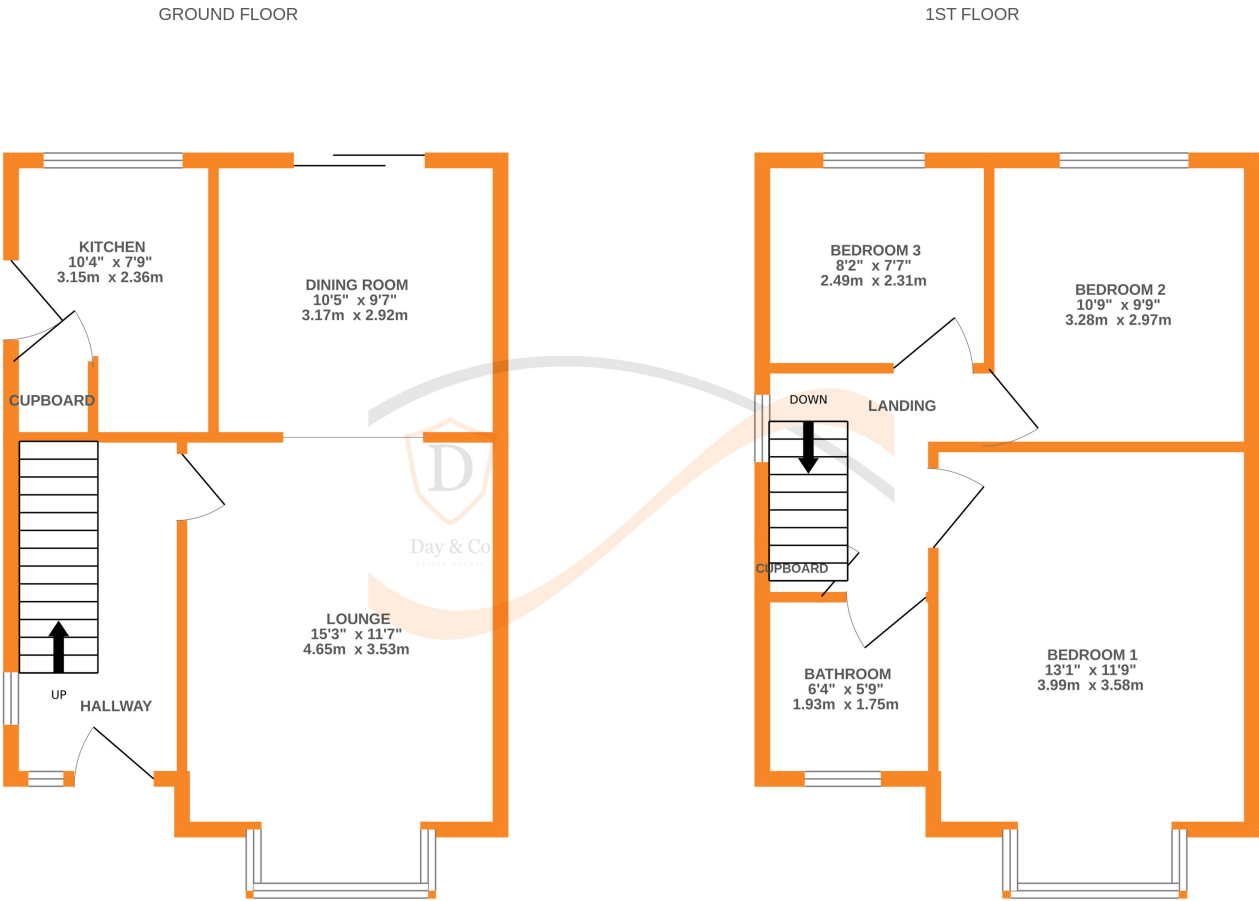 GROUND FLOOR
KITCHEN
10'4" x 7'9"
3.15m x 2.36m
DINING ROOM
10'5" x 9'7"
3.17m x 2.92m
CUPBOARD
D
Day & Co
ESTATE AGENTS
LOUNGE
15'3" x 11'7"
4.65m x 3.53m
UP
HALLWAY
1ST FLOOR
BEDROOM 3
8'2" x 7'7"
2.49m x 2.31m
BEDROOM 2
10'9" x 9'9"
3.28m x 2.97m
DOWN
LANDING
CUPBOARD
BATHROOM
6'4" x 5'9"
1.93m x 1.75m
BEDROOM 1
13'1" x 11'9"
3.99m x 3.58m